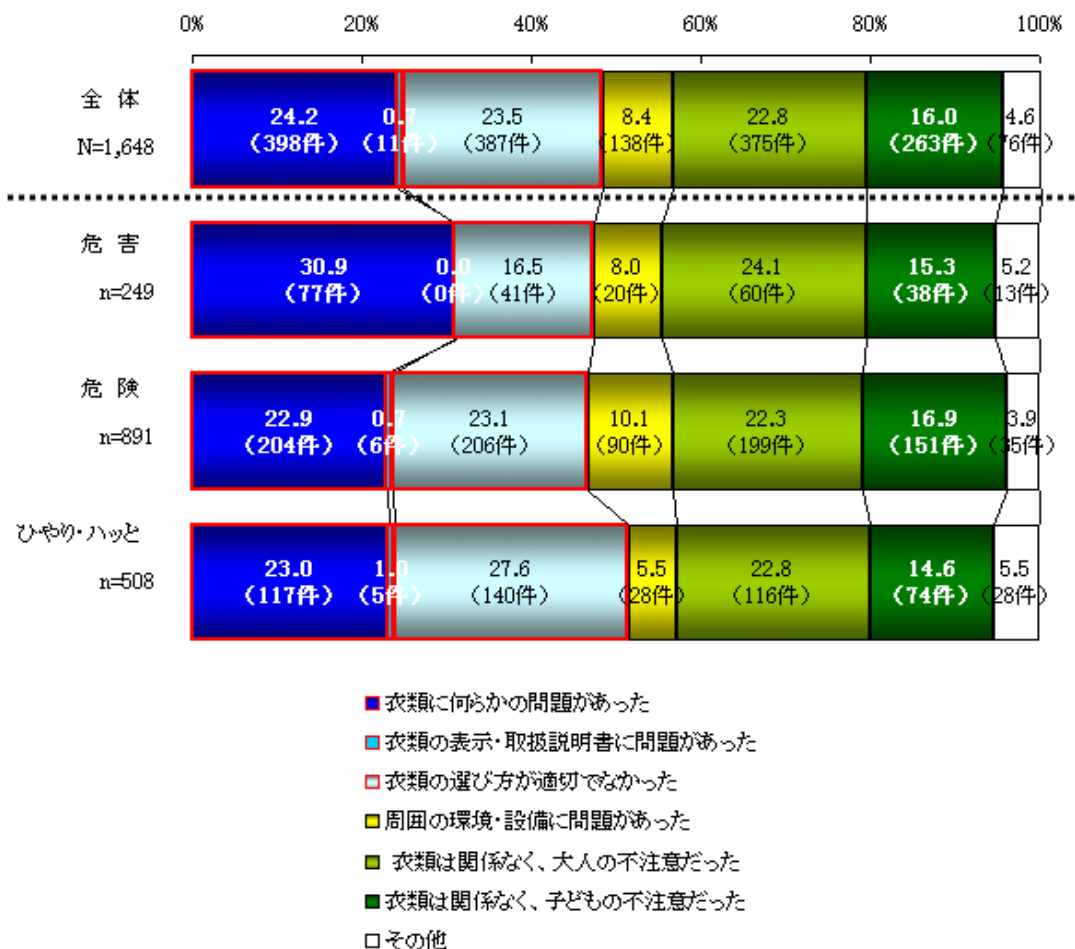 0% 20% 40% 60% 80% 100%
全 体
N=1,648
24.2 0.7 23.5 8.4 22.8 16.0 4.6
(398件) (11件) (387件) (138件) (375件) (263件) (76件)
危 害
n=249
30.9 0.0 16.5 8.0 24.1 15.3 5.2
(77件) (0件) (41件) (20件) (60件) (38件) (13件)
危 険
n=891
22.9 0.7 23.1 10.1 22.3 16.9 3.9
(204件) (6件) (206件) (90件) (199件) (151件) (35件)
ひやり・ハッと
n=508
23.0 1.0 27.6 5.5 22.8 14.6 5.5
(117件) (5件) (140件) (28件) (116件) (74件) (28件)
衣類に何らかの問題があった
衣類の表示・取扱説明書に問題があった
衣類の選び方が適切でなかった
周囲の環境・設備に問題があった
衣類は関係なく、大人の不注意だった
衣類は関係なく、子どもの不注意だった
その他